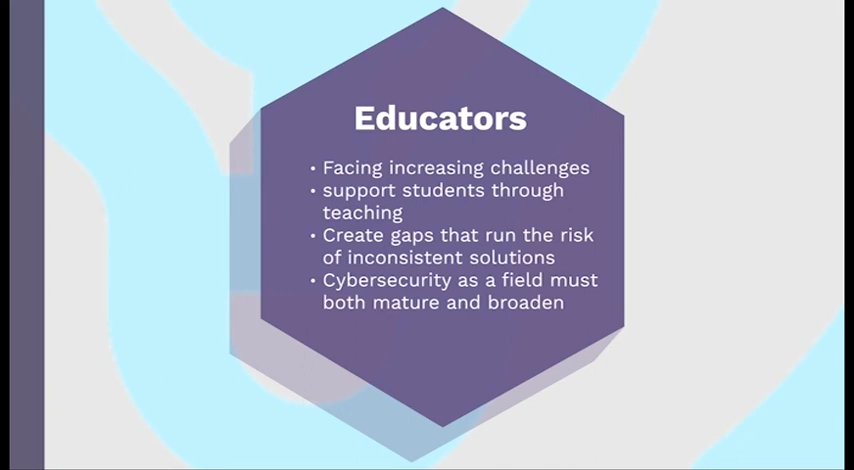 Educators
• Facing increasing challenges
• support students through
teaching
• Create gaps that run the risk
of inconsistent solutions
• Cybersecurity as a field must
both mature and broaden